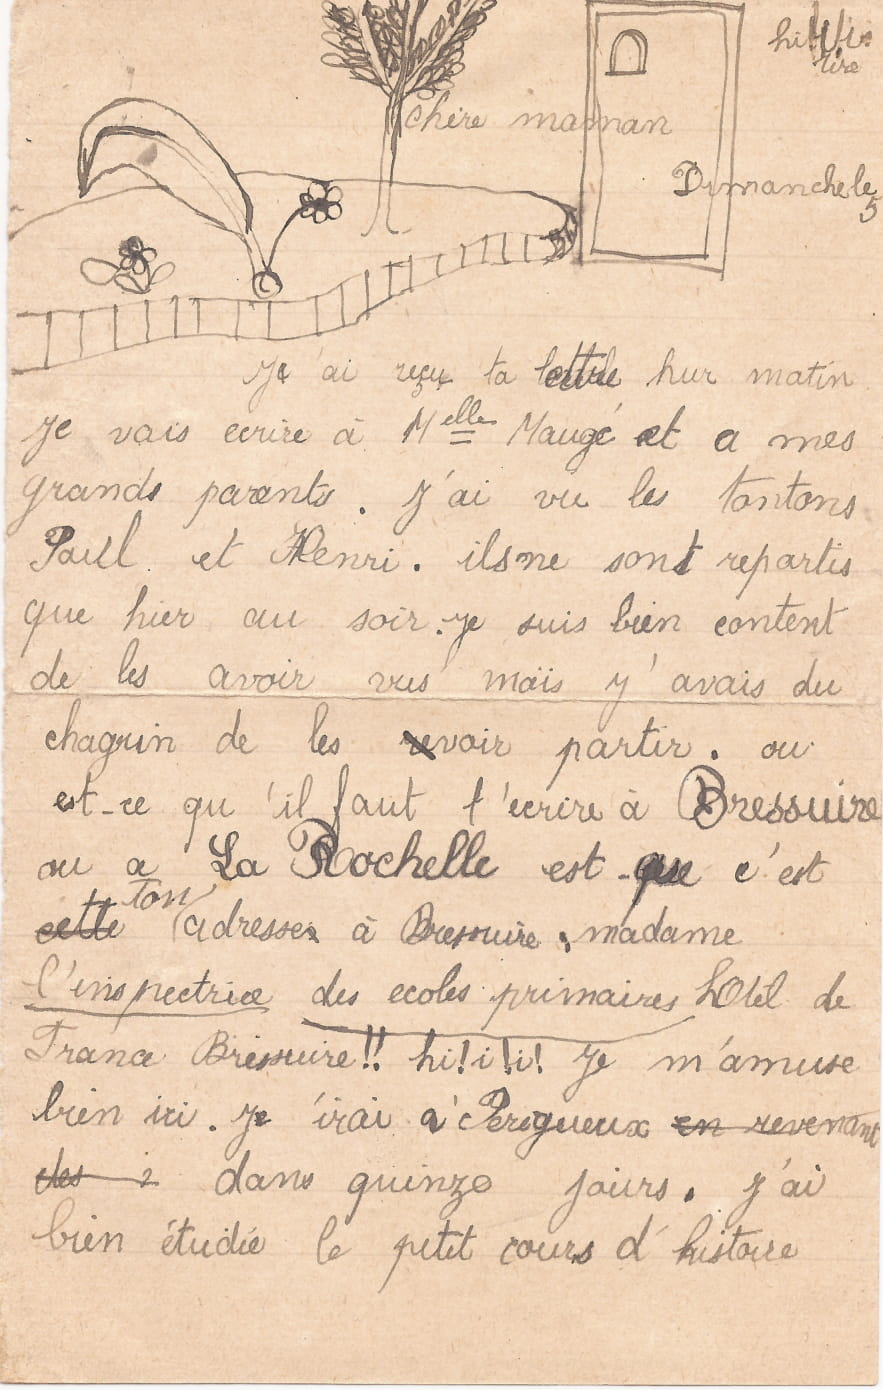 Chère maman
Dimanche le
5
Je 'ai reçu ta lettre hier matin
Je vais ecrire à Melle Maugé et a mes
grands parents. J'ai vu les tontons
Paul et Henri. ils ne sont repartis
que hier au soir. Je suis bien content
de les avoir vus mais j'avais du
chagrin de les revoir partir. ou
est-ce qu'il faut t'ecrire à Bressuire
ou a La Rochelle est-que c'est
cette ton adresse à Bressuire, madame
l'inspectrice des ecoles primaires hOtel de
France Bressuire!! hi!i!i! Je m'amuse
bien ici. Je 'irai a' Perigueux en revenant
des dans quinze jours. J'ai
bien étudié le petit cours d'histoire